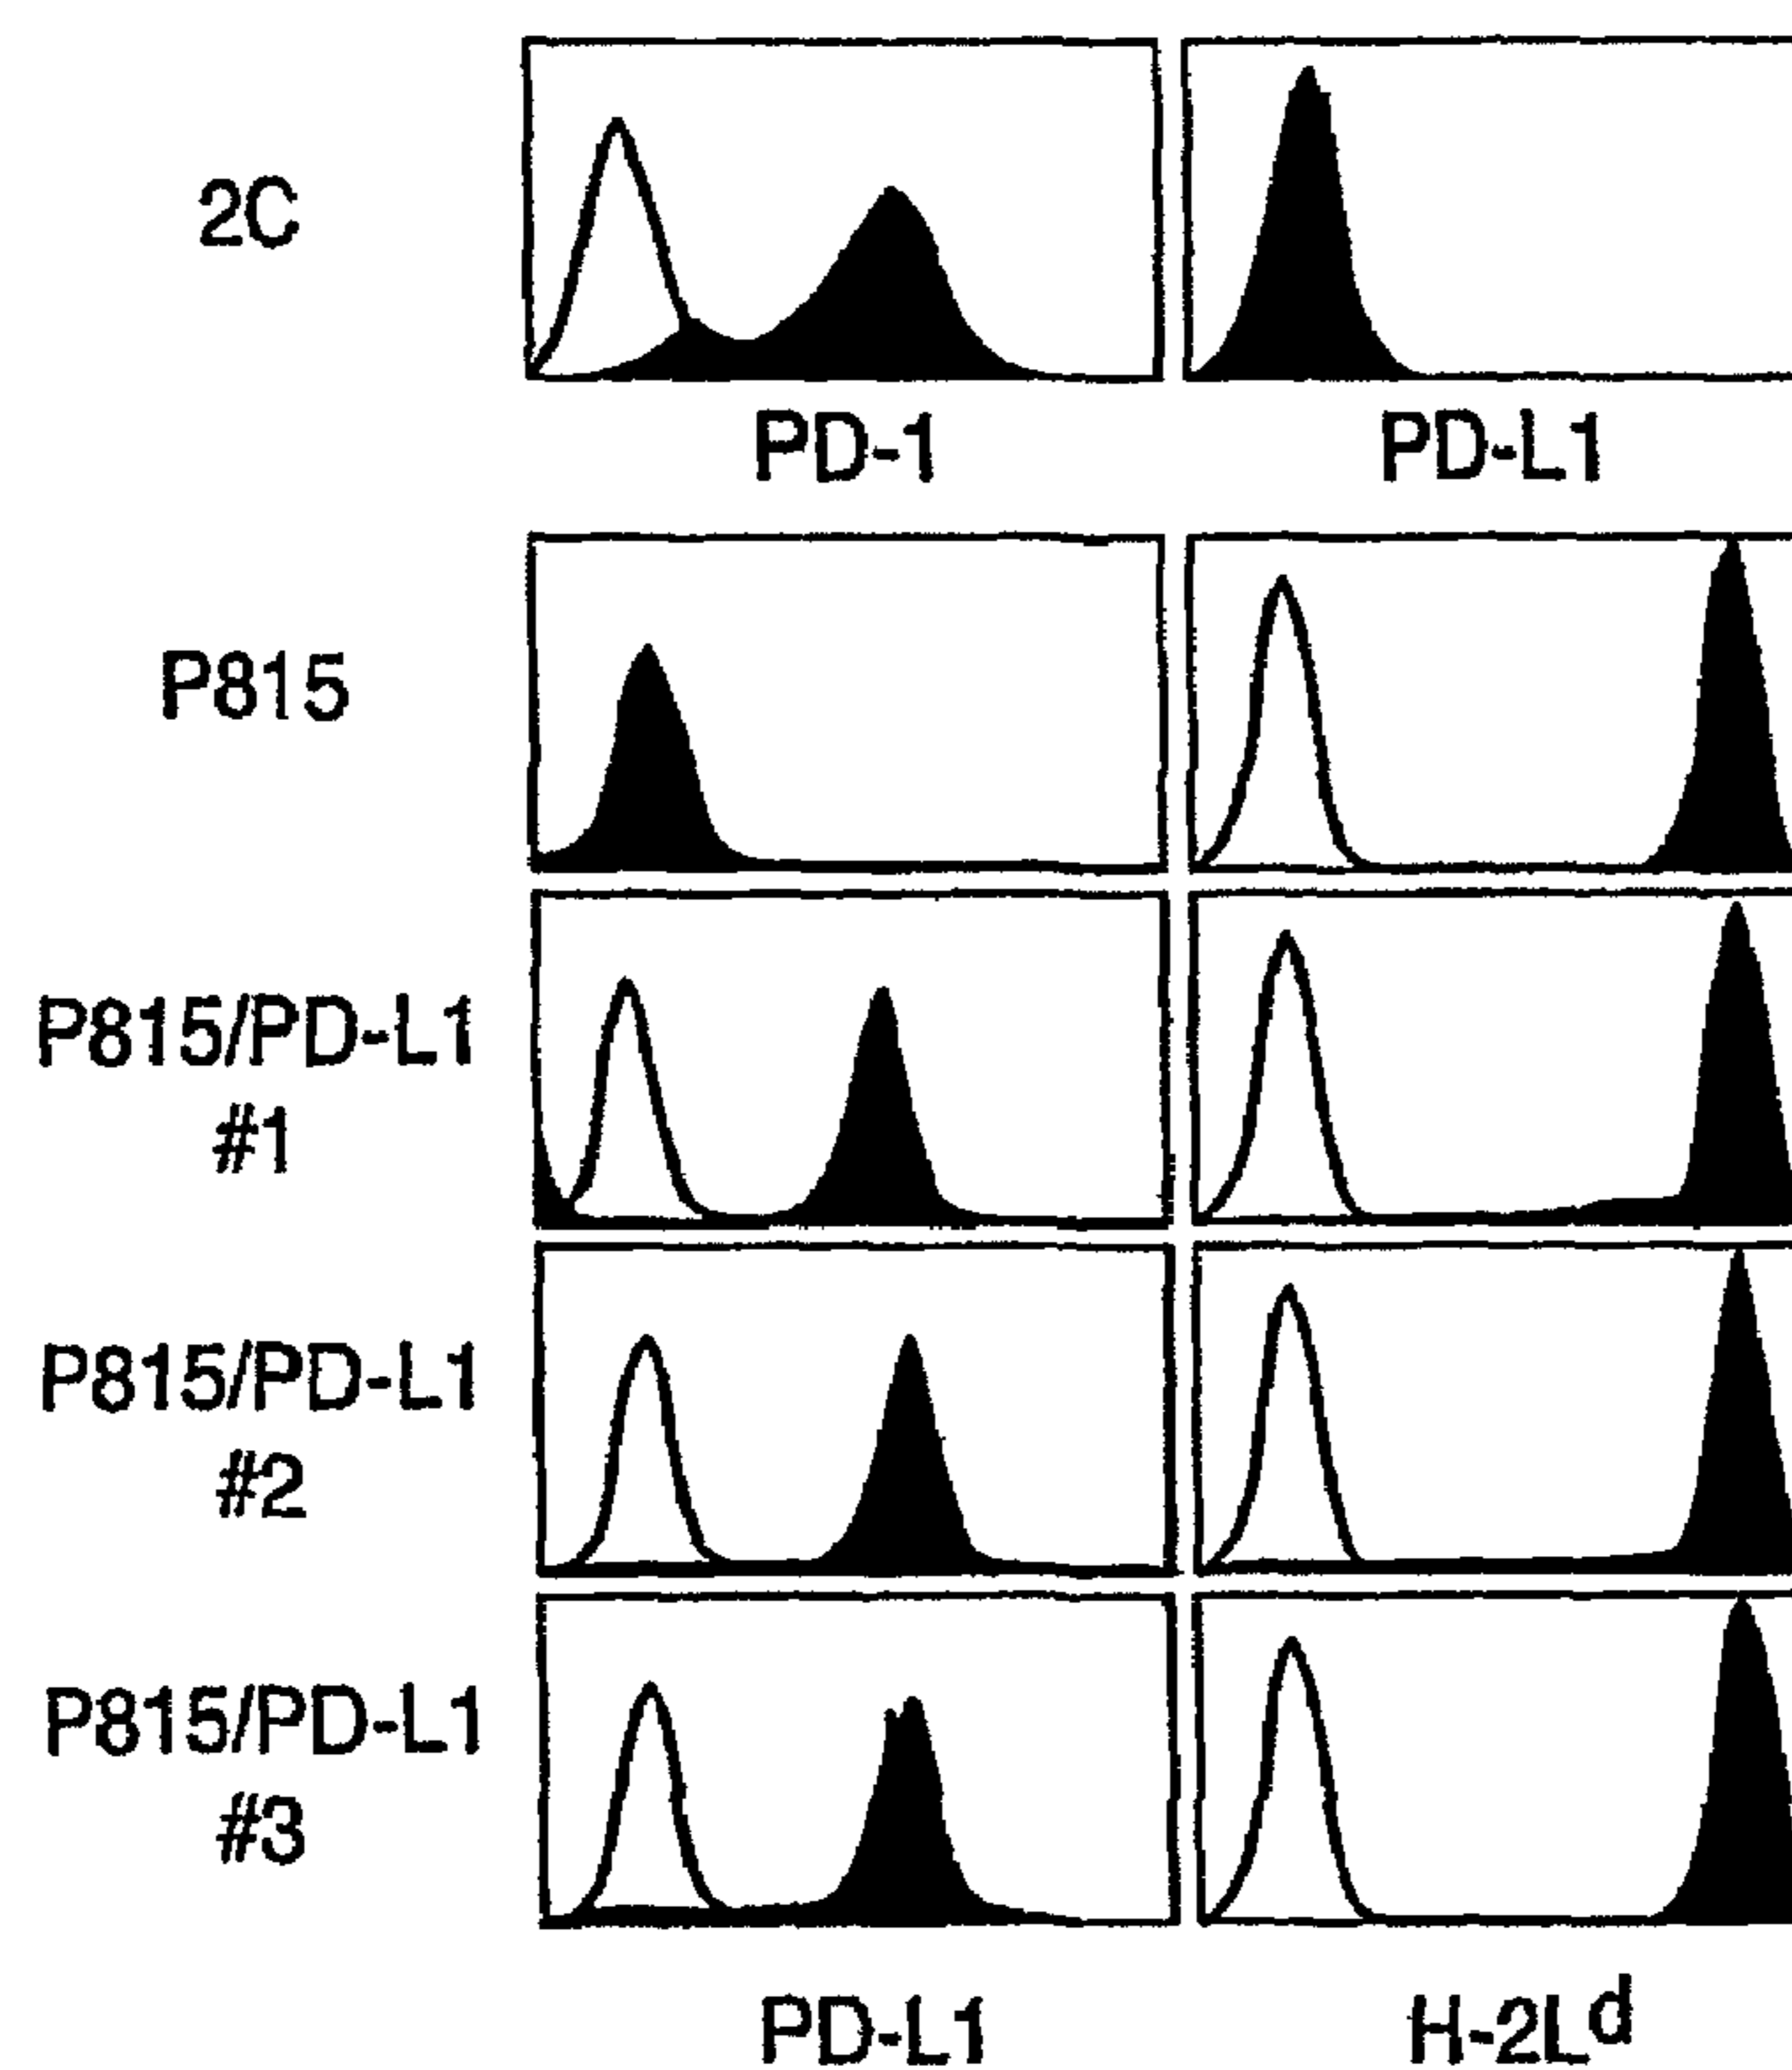 2C
PD-1 PD-L1
P815
P815/PD-L1
#1
P815/PD-L1
#2
P815/PD-L1
#3
PD-L1 H-2Lᵈ